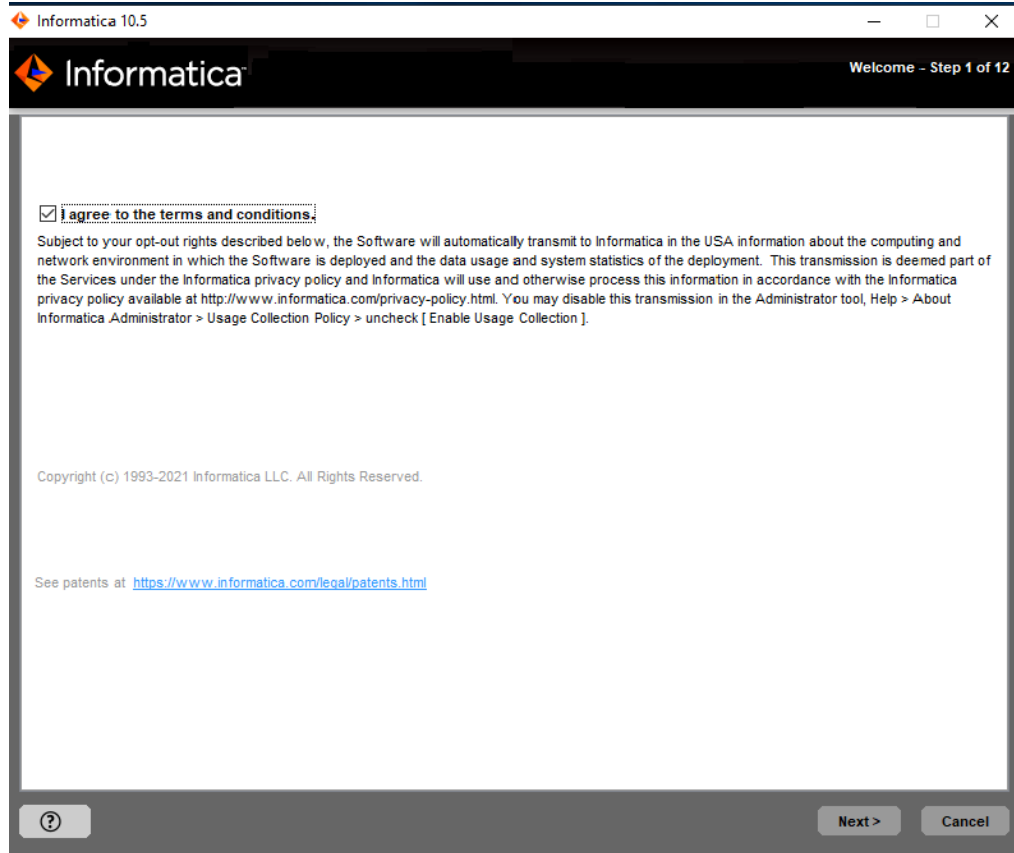 Informatica 10.5
Informatica
Welcome - Step 1 of 12
I agree to the terms and conditions.
Subject to your opt-out rights described below, the Software will automatically transmit to Informatica in the USA information about the computing and
network environment in which the Software is deployed and the data usage and system statistics of the deployment. This transmission is deemed part of
the Services under the Informatica privacy policy and Informatica will use and otherwise process this information in accordance with the Informatica
privacy policy available at http://www.informatica.com/privacy-policy.html. You may disable this transmission in the Administrator tool, Help > About
Informatica Administrator > Usage Collection Policy > uncheck [ Enable Usage Collection ].
Copyright (c) 1993-2021 Informatica LLC. All Rights Reserved.
See patents at https://www.informatica.com/legal/patents.html
?
Next >
Cancel